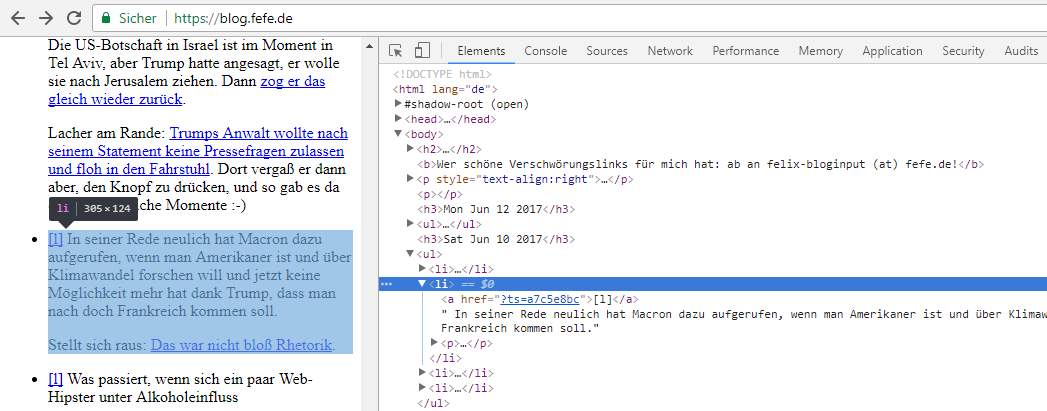 Sicher https://blog.fefe.de
Die US-Botschaft in Israel ist im Moment in
Tel Aviv, aber Trump hatte angesagt, er wolle
sie nach Jerusalem ziehen. Dann zog er das
gleich wieder zurück.
Lacher am Rande: Trumps Anwalt wollte nach
seinem Statement keine Pressefragen zulassen
und floh in den Fahrstuhl. Dort vergaß er dann
aber, den Knopf zu drücken, und so gab es da
che Momente :-)
li 305 × 124
[l] In seiner Rede neulich hat Macron dazu
aufgerufen, wenn man Amerikaner ist und über
Klimawandel forschen will und jetzt keine
Möglichkeit mehr hat dank Trump, dass man
nach doch Frankreich kommen soll.
Stellt sich raus: Das war nicht bloß Rhetorik.
[l] Was passiert, wenn sich ein paar Web-
Hipster unter Alkoholeinfluss
Elements Console Sources Network Performance Memory Application Security Audits
<!DOCTYPE html>
<html lang="de">
#shadow-root (open)
<head>…</head>
<body>
<h2>…</h2>
<b>Wer schöne Verschwörungslinks für mich hat: ab an felix-bloginput (at) fefe.de!</b>
<p style="text-align:right">…</p>
<p></p>
<h3>Mon Jun 12 2017</h3>
<ul>…</ul>
<h3>Sat Jun 10 2017</h3>
<ul>
<li>…</li>
<li> == $0
<a href="?ts=a7c5e8bc">[l]</a>
" In seiner Rede neulich hat Macron dazu aufgerufen, wenn man Amerikaner ist und über Klimaw
Frankreich kommen soll."
<p>…</p>
</li>
<li>…</li>
<li>…</li>
</ul>